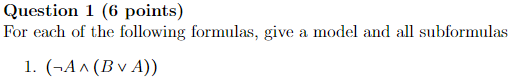 Question 1 (6 points)
For each of the following formulas, give a model and all subformulas
1. (¬A ∧ (B ∨ A))